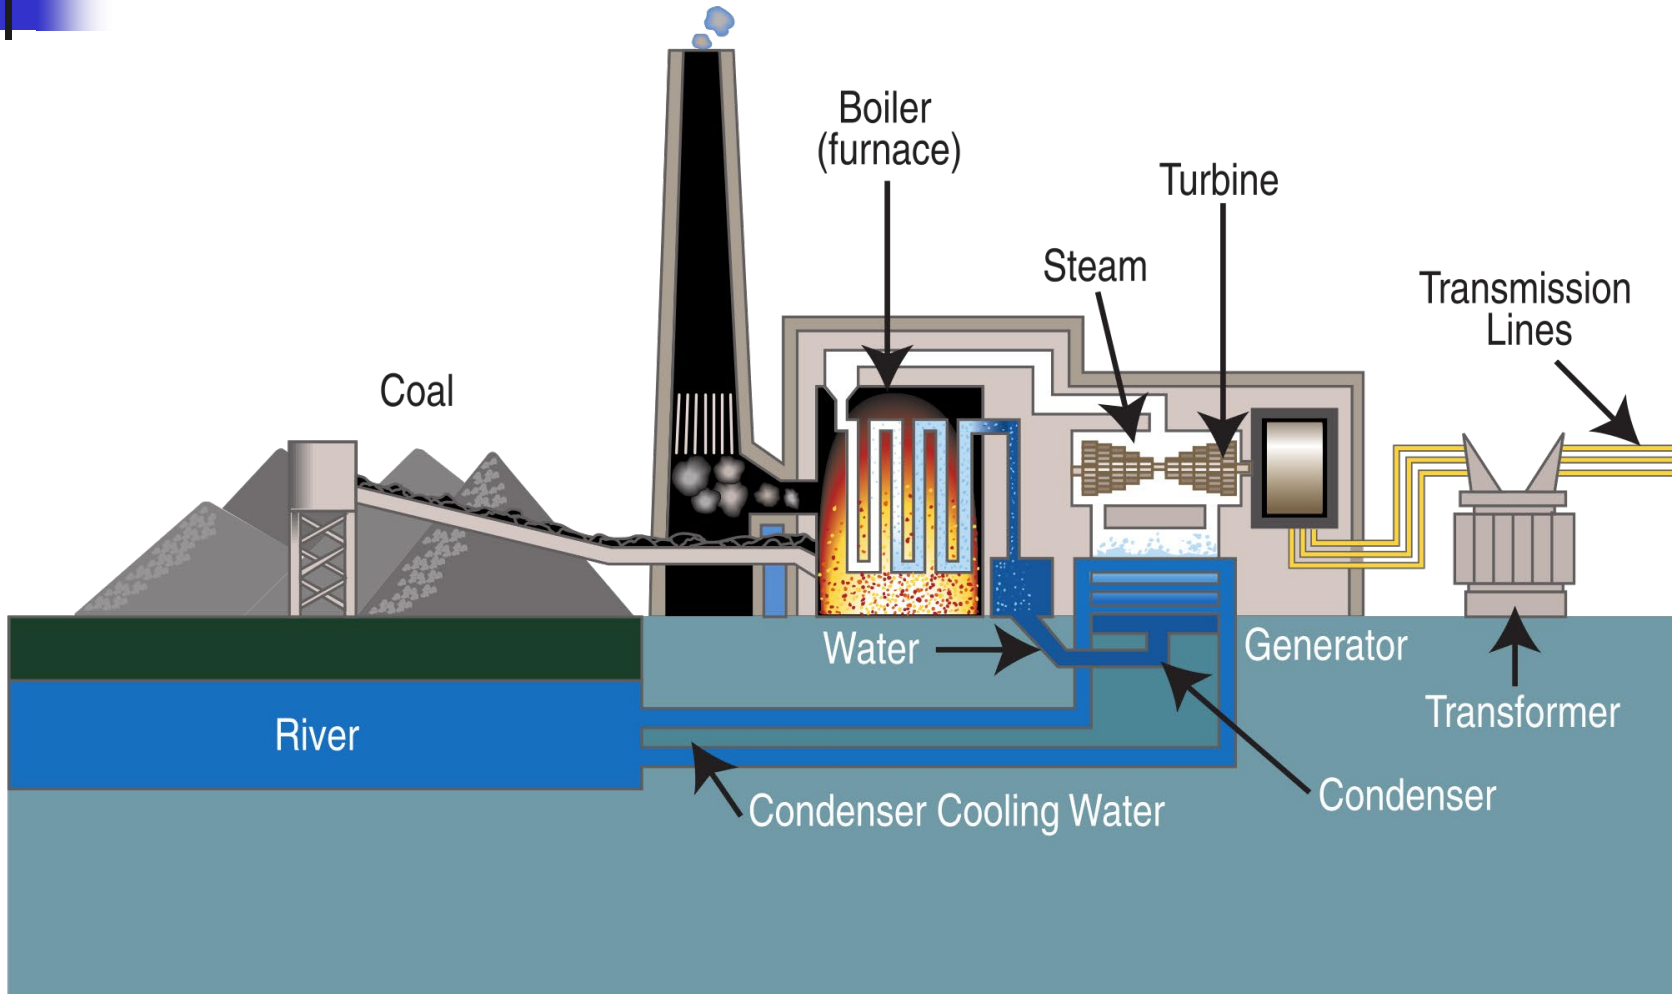 Boiler
(furnace)
Turbine
Steam
Transmission
Lines
Coal
Water
Generator
River
Transformer
Condenser Cooling Water
Condenser